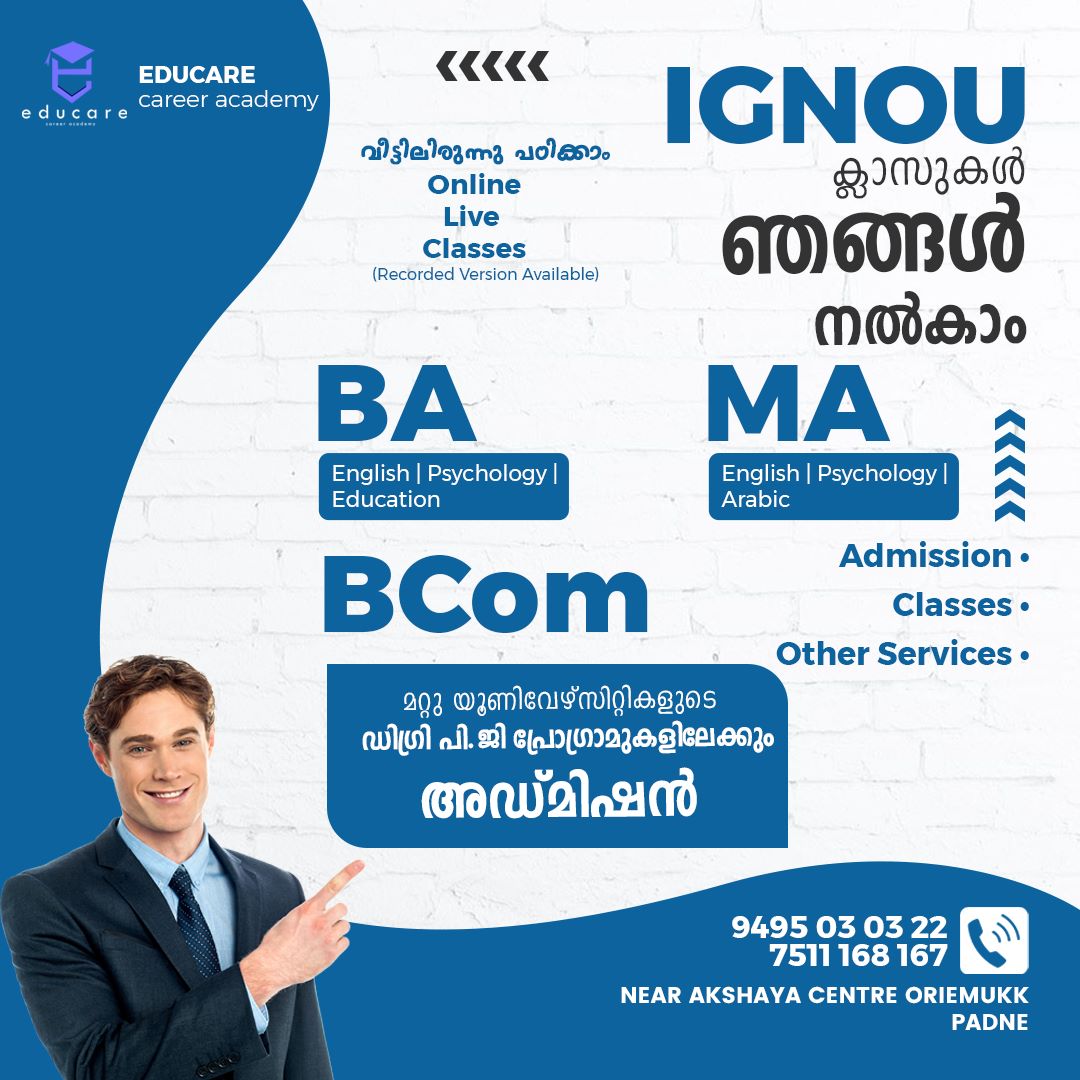 educare
career academy
EDUCARE
career academy
വീട്ടിലിരുന്നു പഠിക്കാം
Online
Live
Classes
(Recorded Version Available)
IGNOU
ക്ലാസുകൾ
ഞങ്ങൾ
നൽകാം
BA
English | Psychology |
Education
MA
English | Psychology |
Arabic
BCom
Admission •
Classes •
Other Services •
മറ്റു യൂണിവേഴ്സിറ്റികളുടെ
ഡിഗ്രി പി.ജി പ്രോഗ്രാമുകളിലേക്കും
അഡ്മിഷൻ
9495 03 03 22
7511 168 167
NEAR AKSHAYA CENTRE ORIEMUKK
PADNE